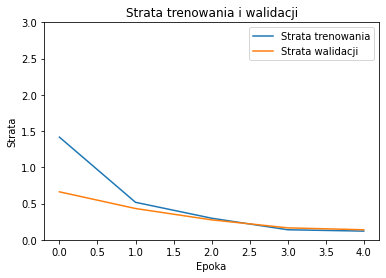 Strata trenowania i walidacji
3.0
2.5
2.0
1.5
1.0
0.5
0.0
Strata
Strata trenowania
Strata walidacji
0.0 0.5 1.0 1.5 2.0 2.5 3.0 3.5 4.0
Epoka